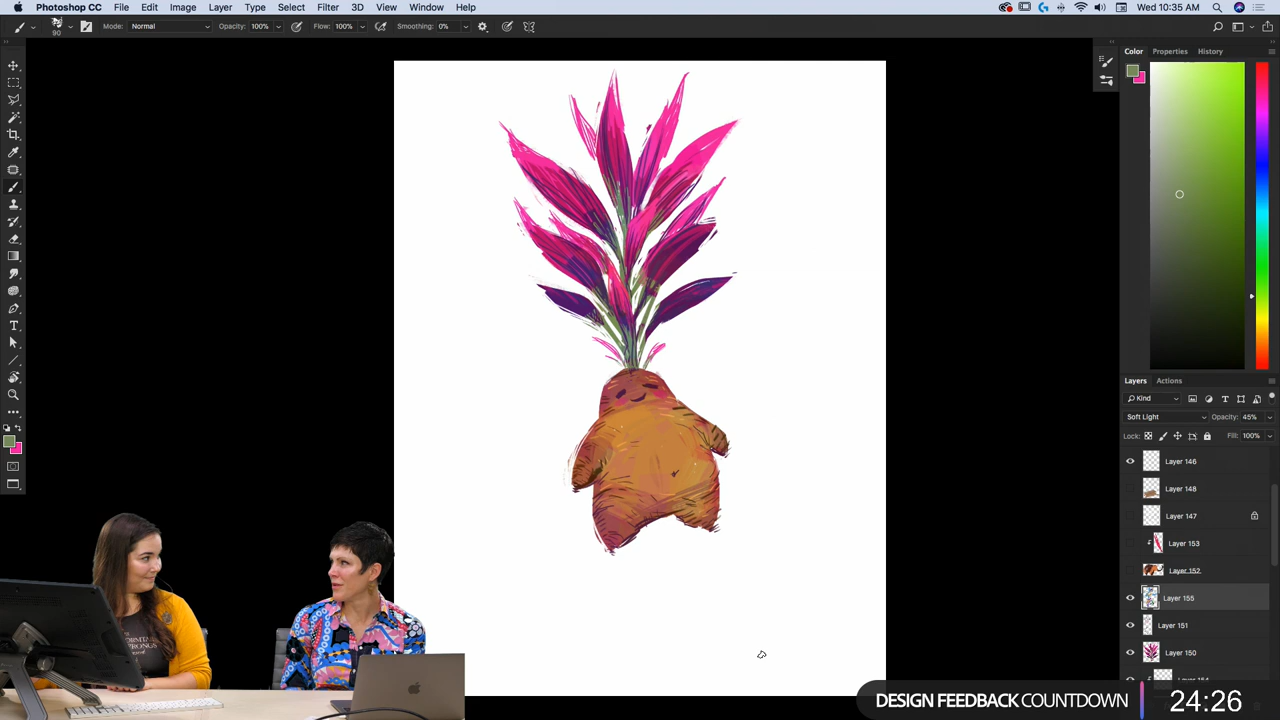 Photoshop CC File Edit Image Layer Type Select Filter 3D View Window Help Wed 10:35 AM
90 Mode: Normal Opacity: 100% Flow: 100% Smoothing: 0%
Color Properties History
Layers Actions
Kind
Soft Light Opacity: 45%
Lock: Fill: 100%
Layer 146
Layer 148
Layer 147
Layer 153
Layer 152
Layer 155
Layer 151
Layer 150
Layer 154
DESIGN FEEDBACK COUNTDOWN 24:26